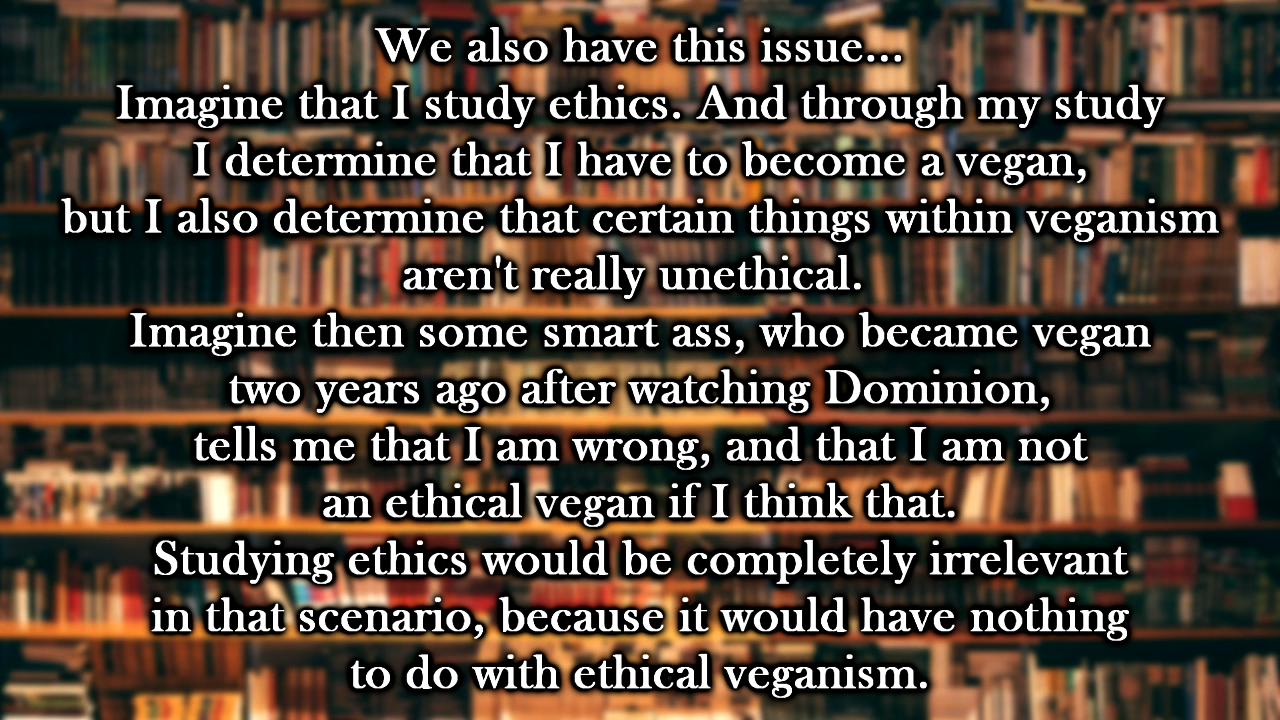 We also have this issue...
Imagine that I study ethics. And through my study
I determine that I have to become a vegan,
but I also determine that certain things within veganism
aren't really unethical.
Imagine then some smart ass, who became vegan
two years ago after watching Dominion,
tells me that I am wrong, and that I am not
an ethical vegan if I think that.
Studying ethics would be completely irrelevant
in that scenario, because it would have nothing
to do with ethical veganism.